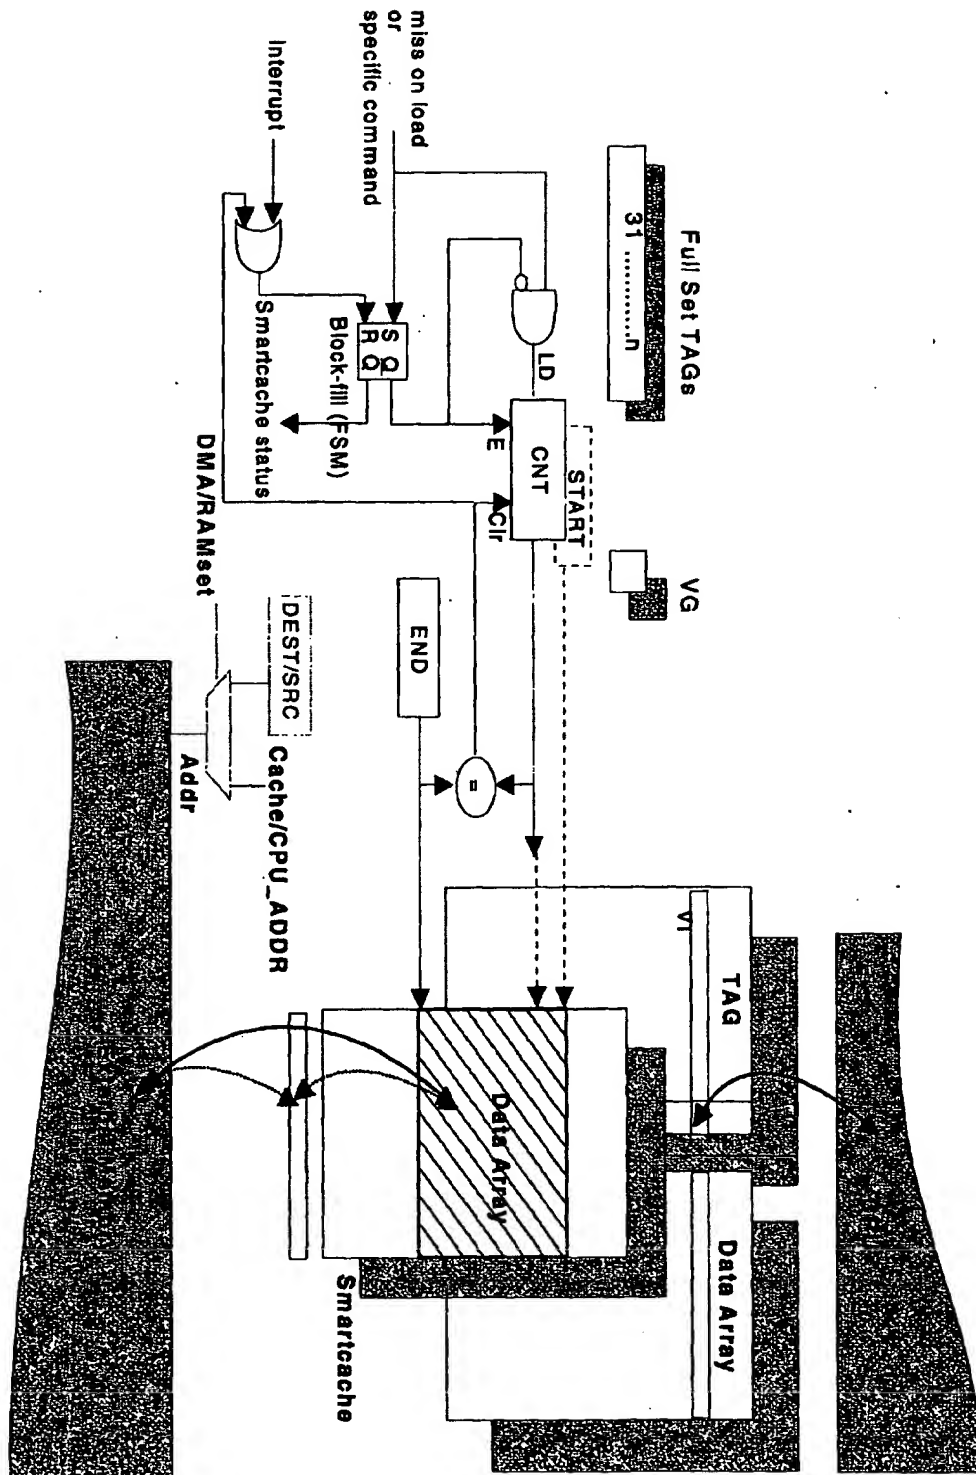 Full Set TAGs
31 ............n
VG
miss on load
or
specific command
LD
START
CNT
E
Clr
S Q
R Q
Block-fill (FSM)
Interrupt
Smartcache status
END
=
DMA/RAMset
DEST/SRC
Cache/CPU_ADDR
Addr
TAG
VI
Data Array
Data Array
Smartcache